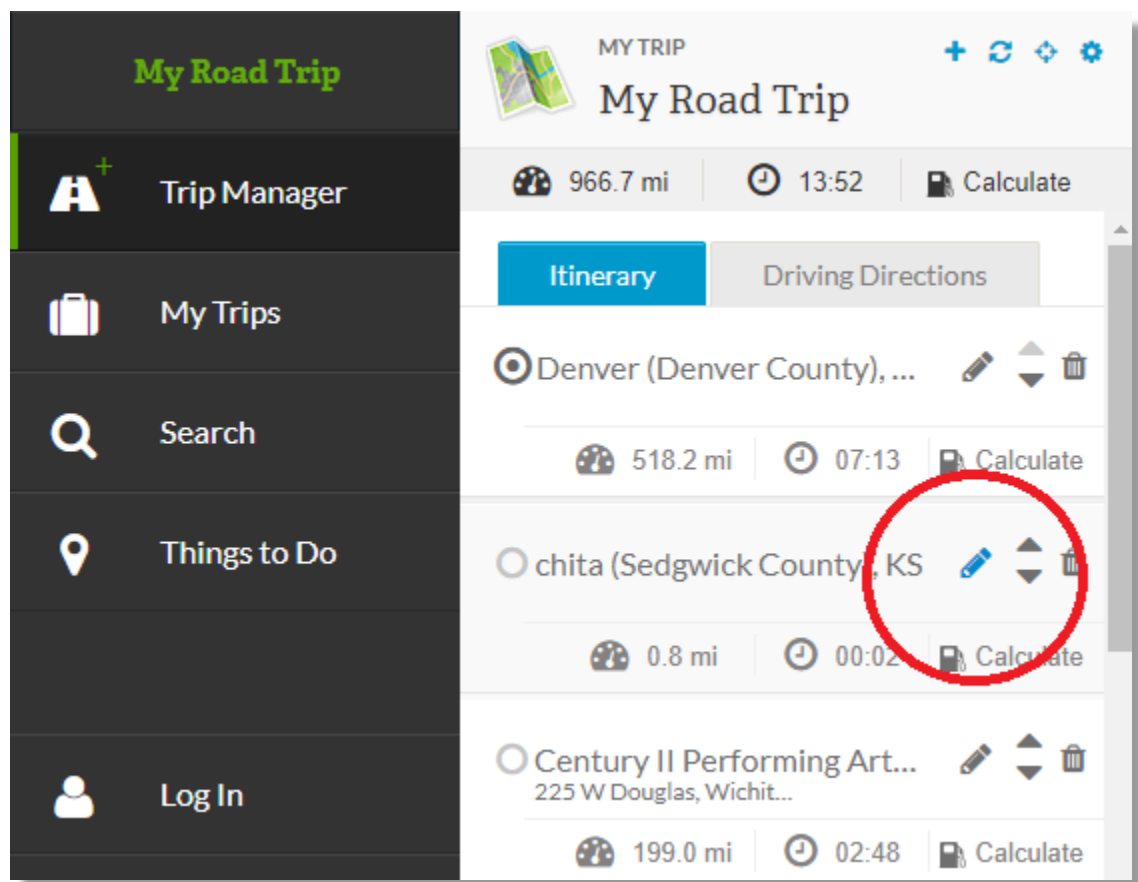 My Road Trip
Trip Manager
My Trips
Search
Things to Do
Log In
MY TRIP
My Road Trip
966.7 mi 13:52 Calculate
Itinerary Driving Directions
Denver (Denver County), ...
518.2 mi 07:13 Calculate
chita (Sedgwick County), KS
0.8 mi 00:02 Calculate
Century II Performing Art...
225 W Douglas, Wichit...
199.0 mi 02:48 Calculate